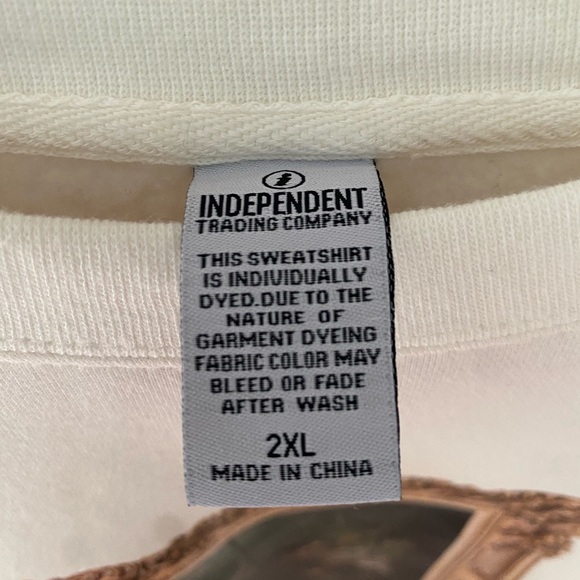 INDEPENDENT
TRADING COMPANY
THIS SWEATSHIRT
IS INDIVIDUALLY
DYED.DUE TO THE
NATURE OF
GARMENT DYEING
FABRIC COLOR MAY
BLEED OR FADE
AFTER WASH
2XL
MADE IN CHINA